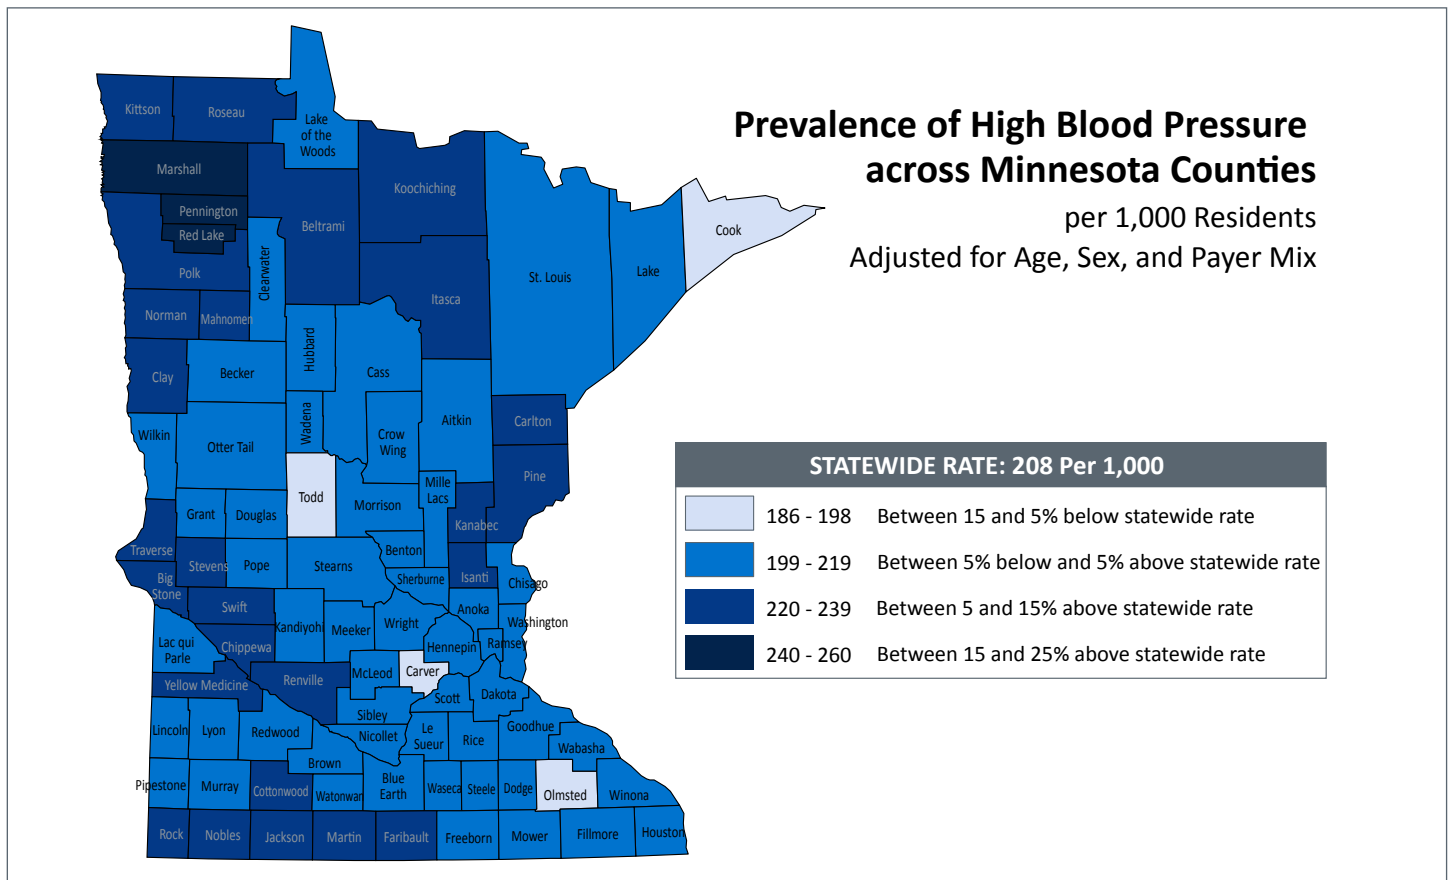 Prevalence of High Blood Pressure
across Minnesota Counties
per 1,000 Residents
Adjusted for Age, Sex, and Payer Mix
STATEWIDE RATE: 208 Per 1,000
186 - 198 Between 15 and 5% below statewide rate
199 - 219 Between 5% below and 5% above statewide rate
220 - 239 Between 5 and 15% above statewide rate
240 - 260 Between 15 and 25% above statewide rate
Kittson
Roseau
Lake
of the
Woods
Marshall
Koochiching
Pennington
Red Lake
Beltrami
Cook
Polk
Clearwater
St. Louis
Lake
Itasca
Norman
Mahnomen
Hubbard
Clay
Becker
Cass
Wadena
Aitkin
Carlton
Wilkin
Otter Tail
Crow
Wing
Pine
Todd
Mille
Lacs
Morrison
Grant
Douglas
Kanabec
Traverse
Benton
Stevens
Pope
Stearns
Sherburne
Isanti
Chisago
Big
Stone
Swift
Anoka
Washington
Kandiyohi
Meeker
Wright
Lac qui
Parle
Chippewa
Hennepin
Ramsey
Yellow Medicine
Renville
McLeod
Carver
Scott
Dakota
Sibley
Lincoln
Lyon
Redwood
Nicollet
Le
Sueur
Rice
Goodhue
Wabasha
Brown
Pipestone
Murray
Cottonwood
Watonwan
Blue
Earth
Waseca
Steele
Dodge
Olmsted
Winona
Rock
Nobles
Jackson
Martin
Faribault
Freeborn
Mower
Fillmore
Houston